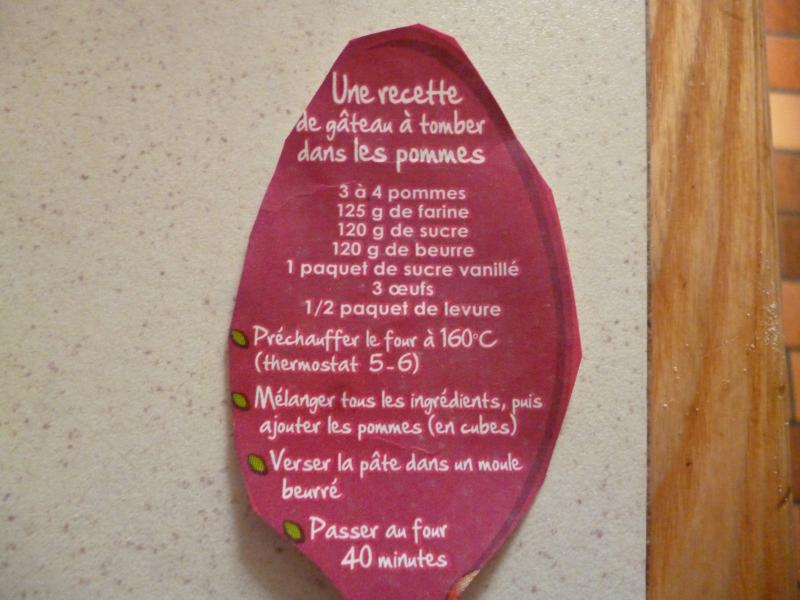 Une recette
de gâteau à tomber
dans les pommes
3 à 4 pommes
125 g de farine
120 g de sucre
120 g de beurre
1 paquet de sucre vanillé
3 œufs
1/2 paquet de levure
Préchauffer le four à 160°C
(thermostat 5-6)
Mélanger tous les ingrédients, puis
ajouter les pommes (en cubes)
Verser la pâte dans un moule
beurré
Passer au four
40 minutes